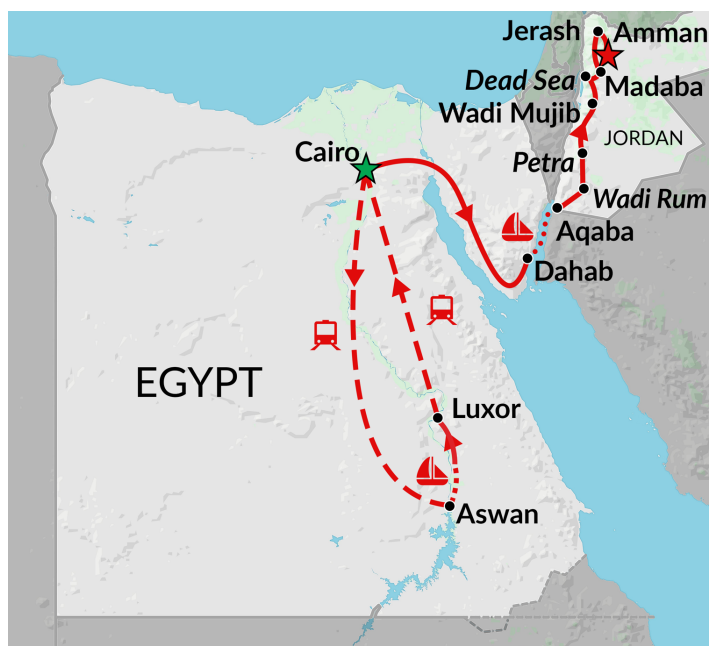 Jerash
Amman
Dead Sea
Madaba
Wadi Mujib
JORDAN
Cairo
Petra
Wadi Rum
Aqaba
Dahab
EGYPT
Luxor
Aswan